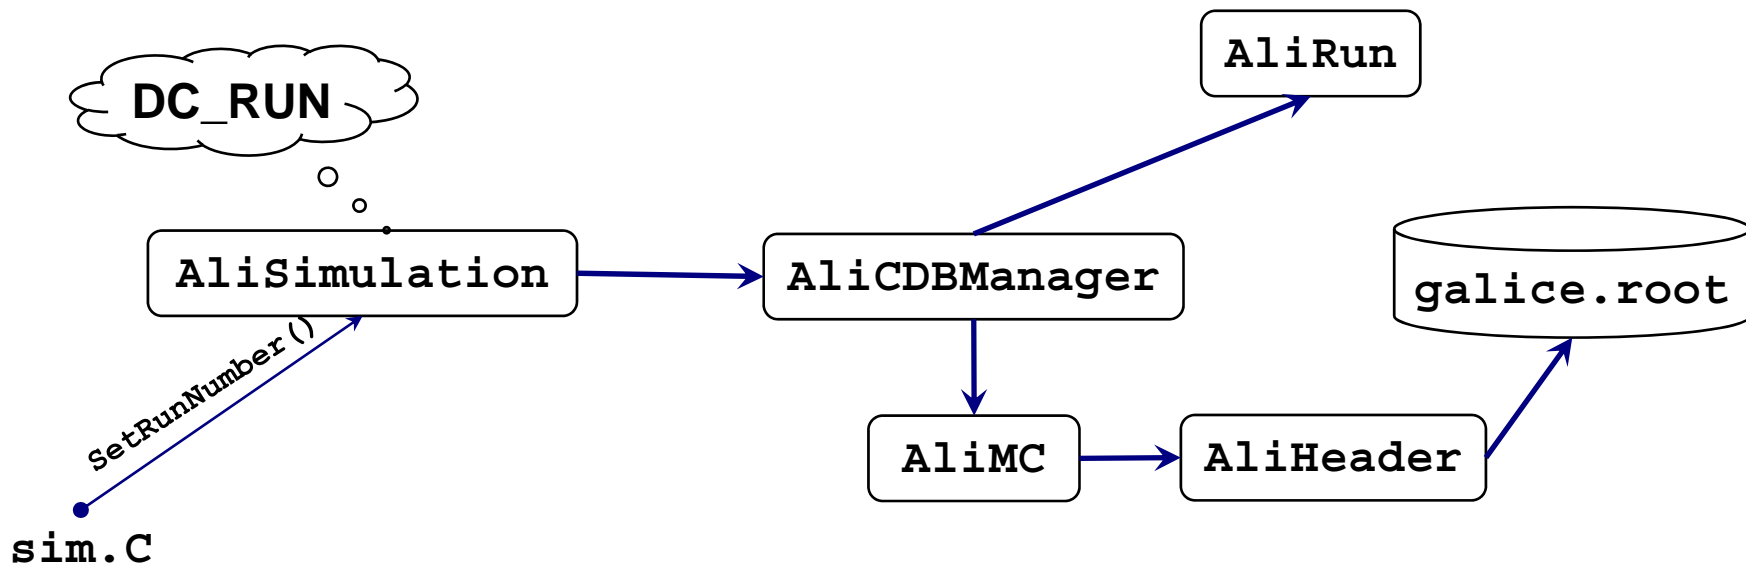 AliRun
DC_RUN
AliSimulation
AliCDBManager
galice.root
SetRunNumber()
AliMC
AliHeader
sim.C